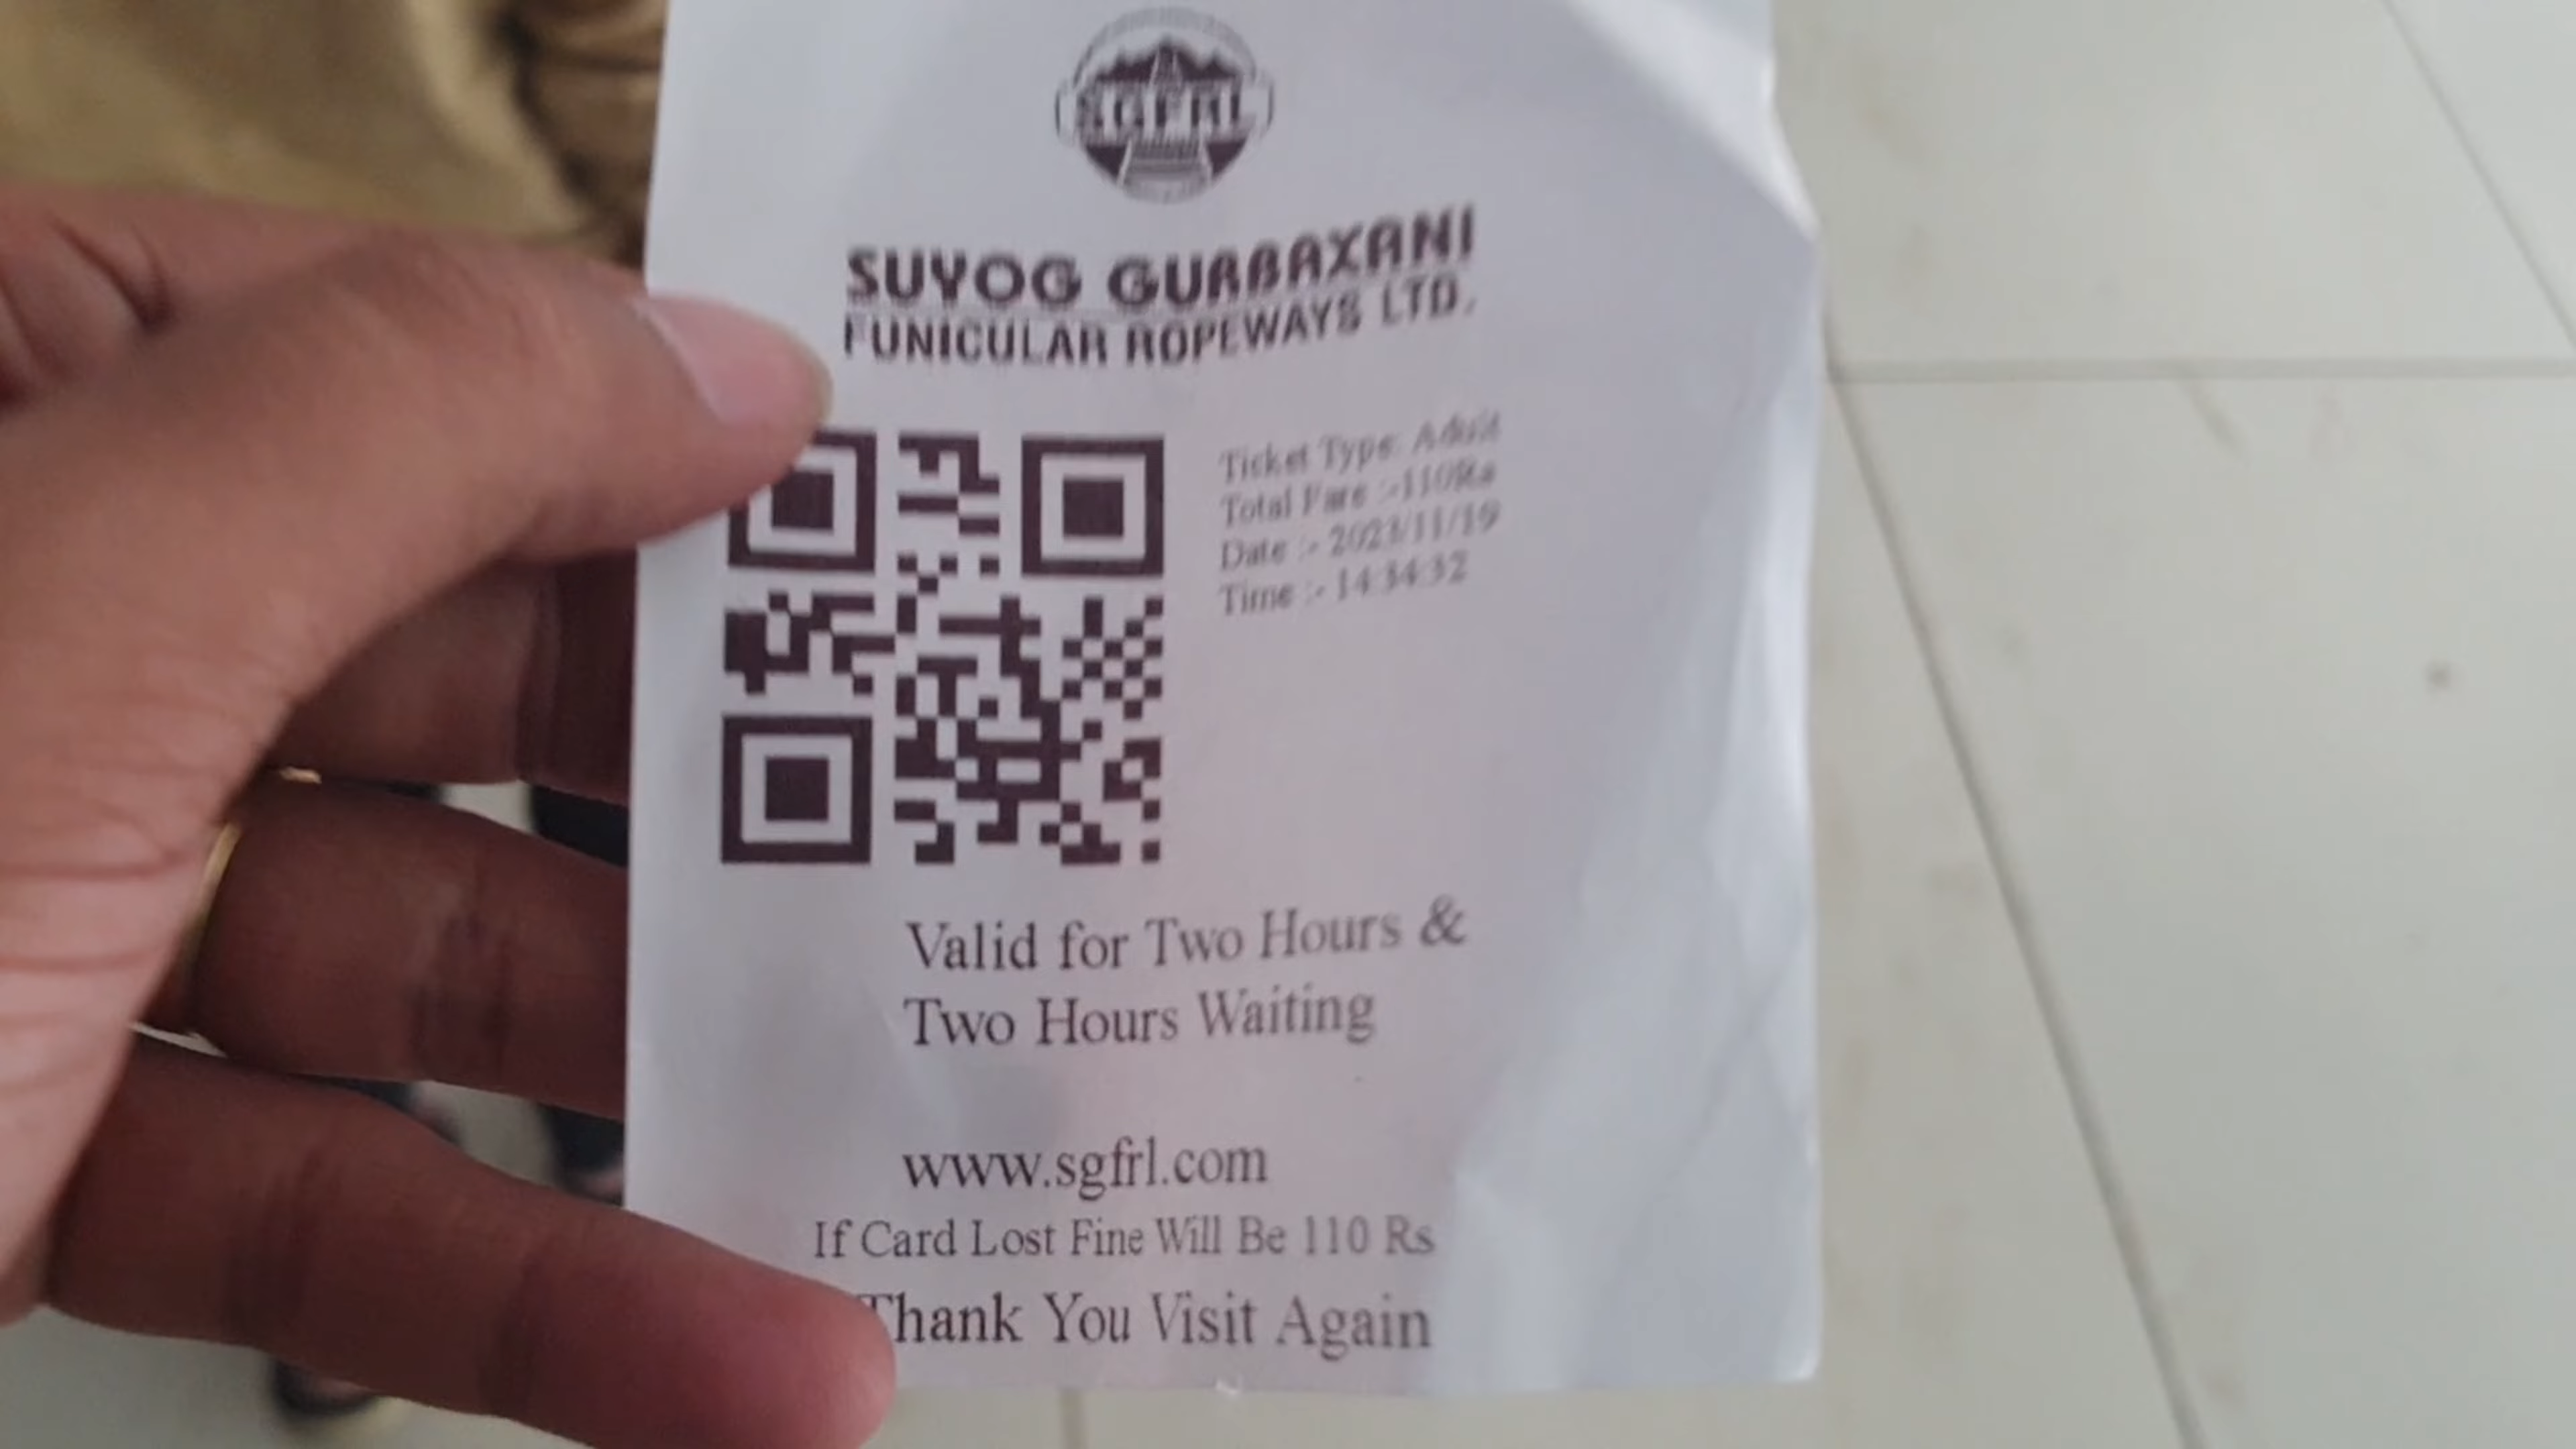 SGFRL
SUYOG GURBAXANI
FUNICULAR ROPEWAYS LTD.
Ticket Type: Adult
Total Fare :-110Rs
Date :- 2023/11/19
Time :- 14:34:32
Valid for Two Hours &
Two Hours Waiting
www.sgfrl.com
If Card Lost Fine Will Be 110 Rs
Thank You Visit Again